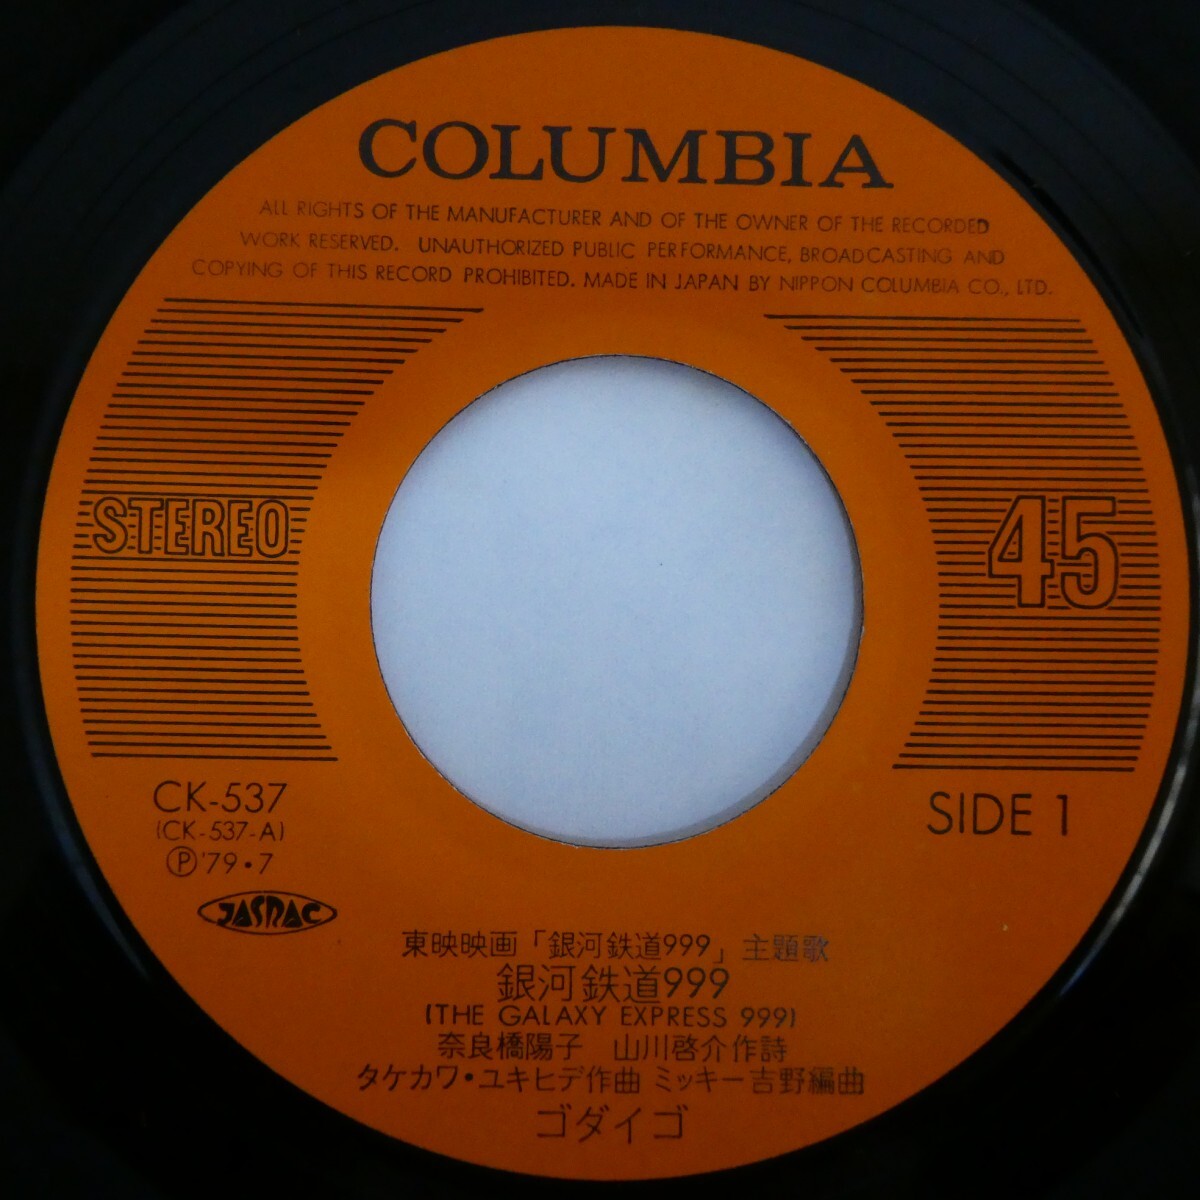 COLUMBIA
ALL RIGHTS OF THE MANUFACTURER AND OF THE OWNER OF THE RECORDED
WORK RESERVED. UNAUTHORIZED PUBLIC PERFORMANCE, BROADCASTING AND
COPYING OF THIS RECORD PROHIBITED. MADE IN JAPAN BY NIPPON COLUMBIA CO., LTD.
STEREO
45
CK-537
(CK-537-A)
Ⓟ'79・7
JASRAC
SIDE 1
東映映画「銀河鉄道999」主題歌
銀河鉄道999
(THE GALAXY EXPRESS 999)
奈良橋陽子 山川啓介作詩
タケカワ・ユキヒデ作曲 ミッキー吉野編曲
ゴダイゴ